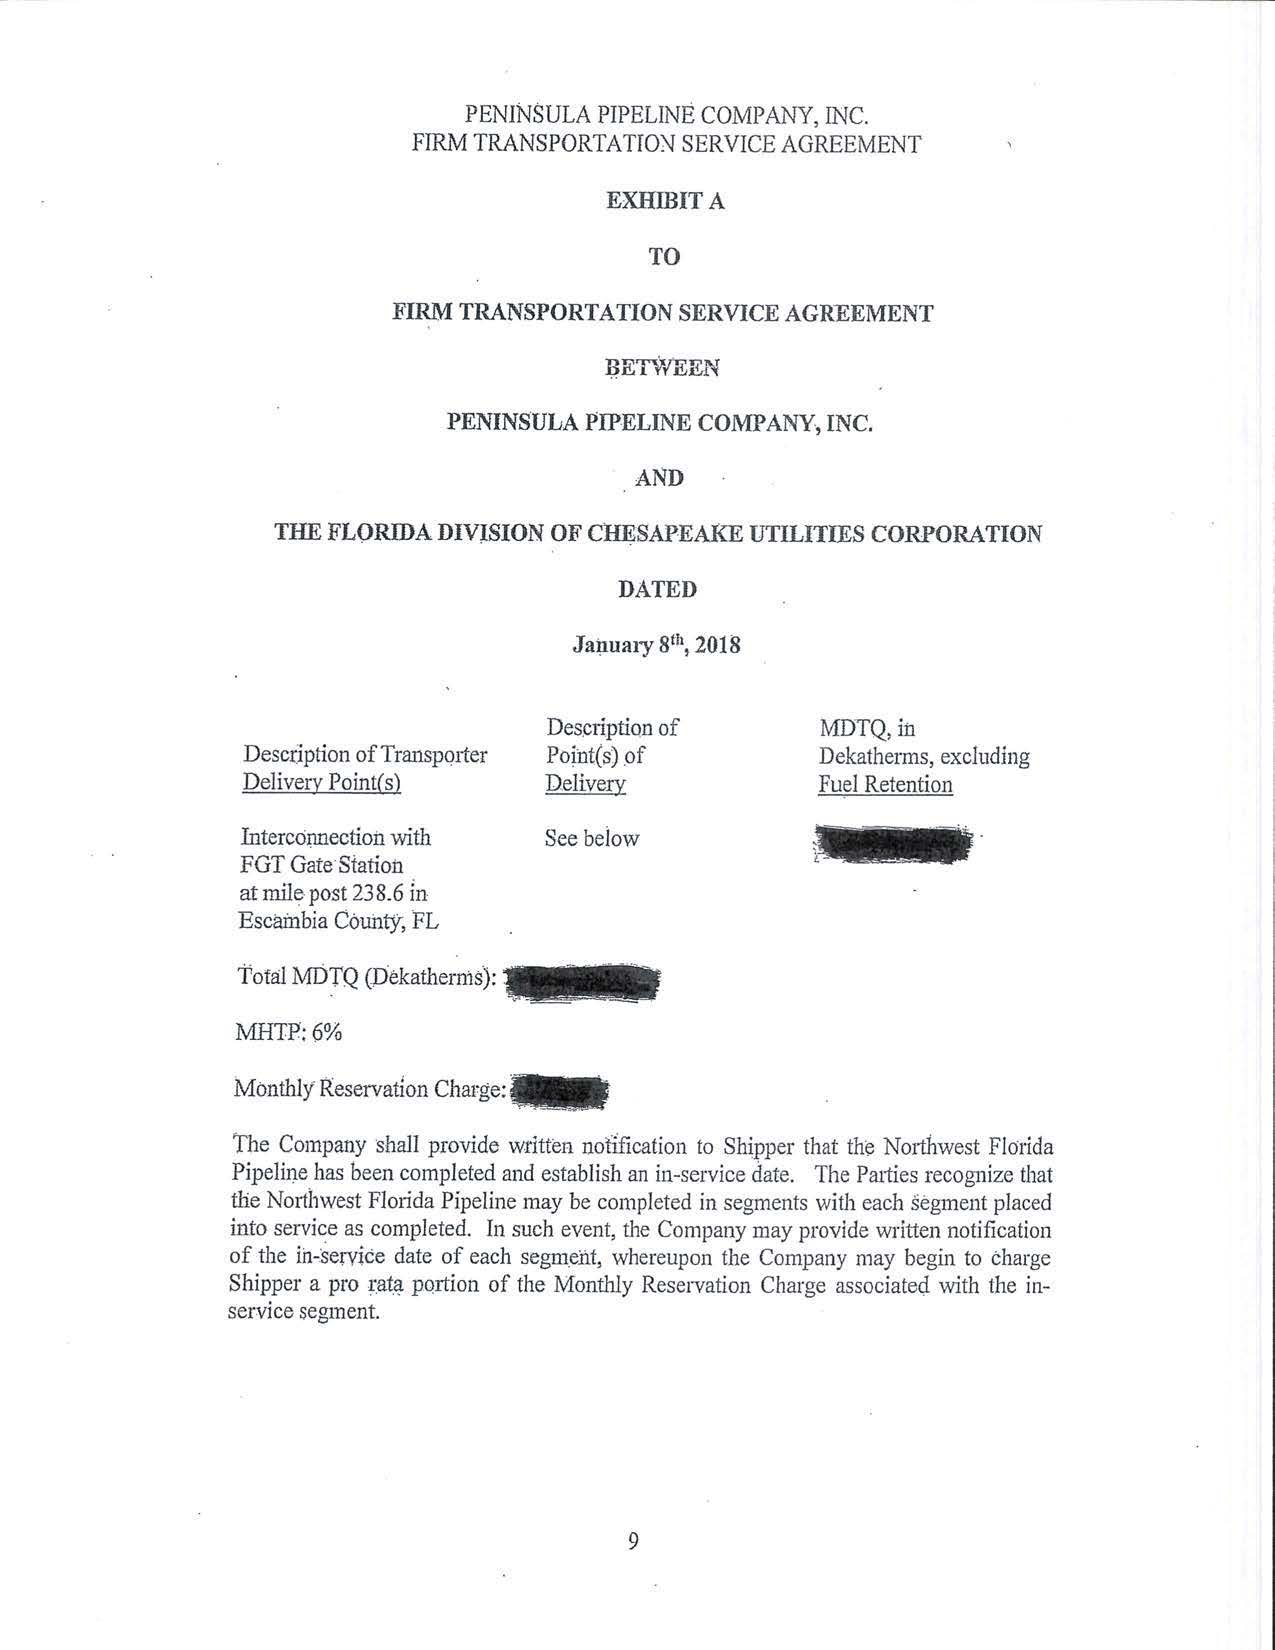 PENINSULA PIPELINE COMPANY, INC.
FIRM TRANSPORTATION SERVICE AGREEMENT
EXHIBIT A
TO
FIRM TRANSPORTATION SERVICE AGREEMENT
BETWEEN
PENINSULA PIPELINE COMPANY, INC.
AND
THE FLORIDA DIVISION OF CHESAPEAKE UTILITIES CORPORATION
DATED
January 8th, 2018
Description of Transporter
Delivery Point(s)
Description of
Point(s) of
Delivery
MDTQ, in
Dekatherms, excluding
Fuel Retention
Interconnection with
FGT Gate Station
at mile post 238.6 in
Escambia County, FL
See below
Total MDTQ (Dekatherms):
MHTP: 6%
Monthly Reservation Charge:
The Company shall provide written notification to Shipper that the Northwest Florida
Pipeline has been completed and establish an in-service date. The Parties recognize that
the Northwest Florida Pipeline may be completed in segments with each segment placed
into service as completed. In such event, the Company may provide written notification
of the in-service date of each segment, whereupon the Company may begin to charge
Shipper a pro rata portion of the Monthly Reservation Charge associated with the in-
service segment.
9